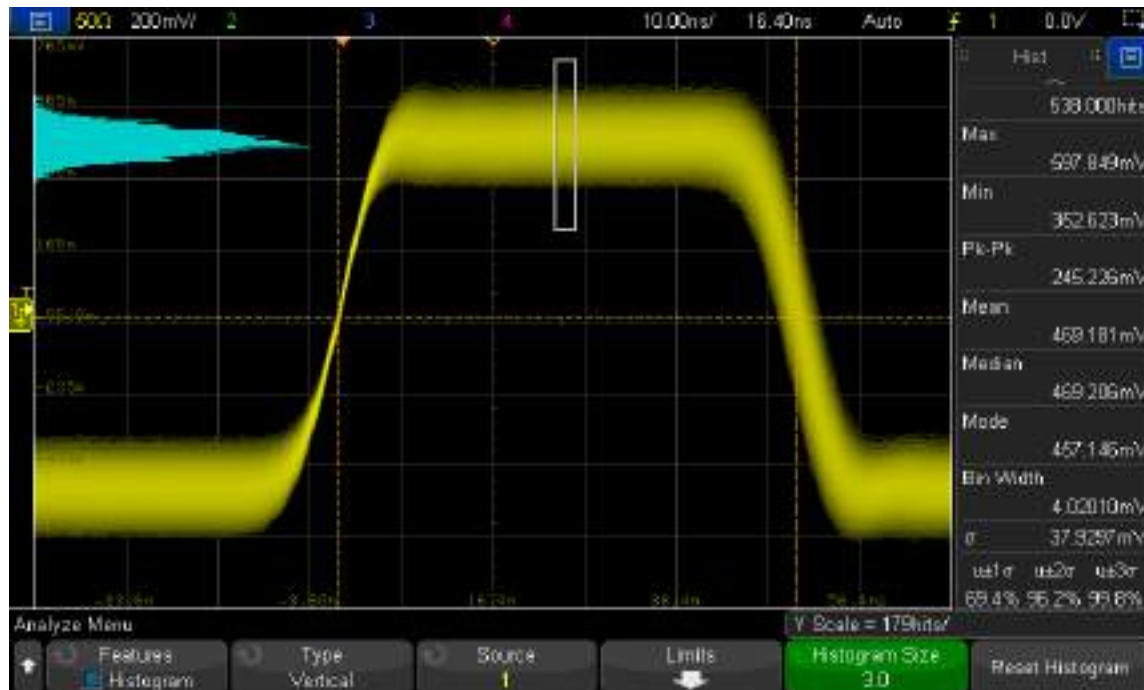 50Ω 200mV/ 2 3 4 10.00ns/ 16.40ns Auto 1 0.0V
Hist
538.000hits
Max
597.849mV
Min
352.623mV
Pk-Pk
245.226mV
Mean
469.181mV
Median
469.206mV
Mode
457.146mV
Bin Width
4.02010mV
σ 37.9297mV
u±1σ u±2σ u±3σ
69.4% 96.2% 99.8%
Analyze Menu
Y Scale = 179hits/
Features Type Source Limits Histogram Size Reset Histogram
Histogram Vertical 1 3.0